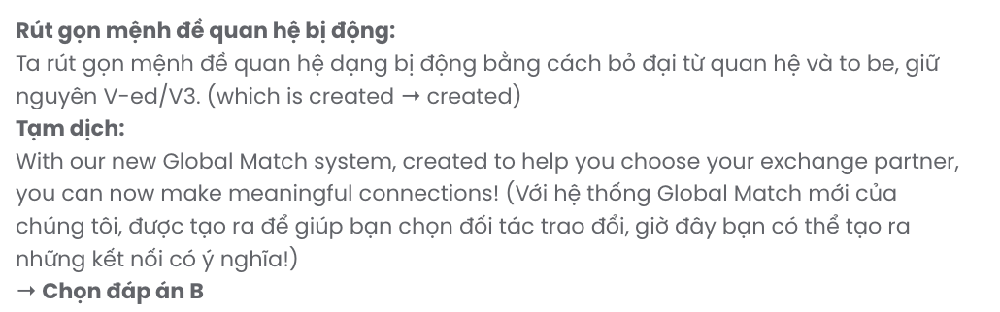 Rút gọn mệnh đề quan hệ bị động:
Ta rút gọn mệnh đề quan hệ dạng bị động bằng cách bỏ đại từ quan hệ và to be, giữ
nguyên V-ed/V3. (which is created → created)
Tạm dịch:
With our new Global Match system, created to help you choose your exchange partner,
you can now make meaningful connections! (Với hệ thống Global Match mới của
chúng tôi, được tạo ra để giúp bạn chọn đối tác trao đổi, giờ đây bạn có thể tạo ra
những kết nối có ý nghĩa!)
→ Chọn đáp án B